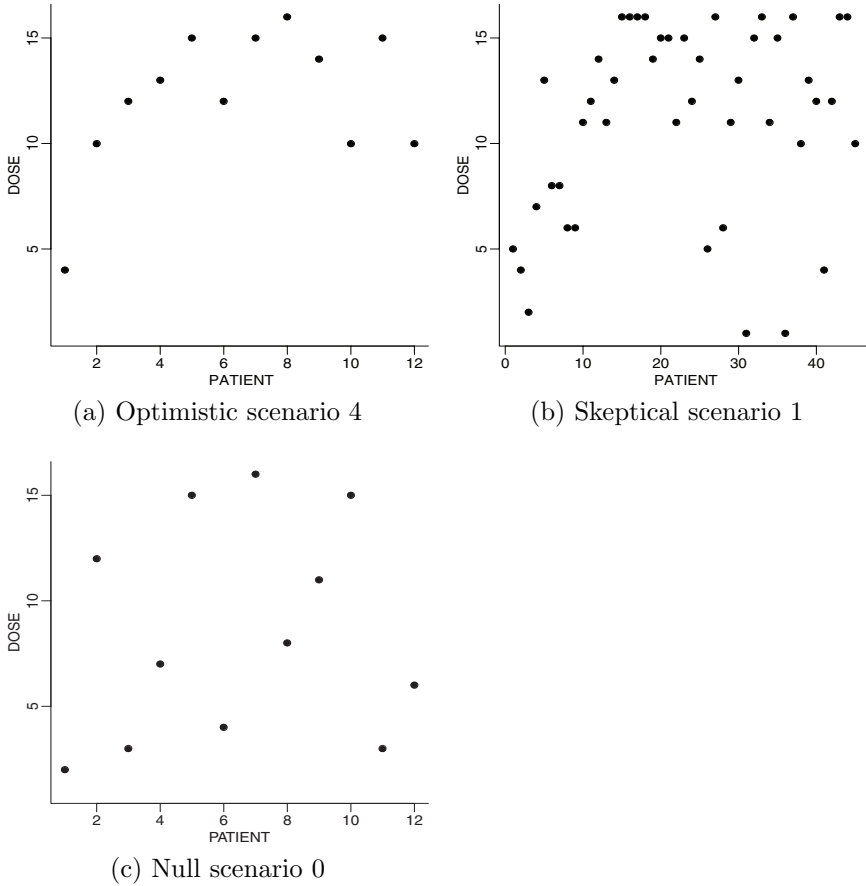 15
10
5
DOSE
2 4 6 8 10 12
PATIENT
(a) Optimistic scenario 4
15
10
5
DOSE
0 10 20 30 40
PATIENT
(b) Skeptical scenario 1
15
10
5
DOSE
2 4 6 8 10 12
PATIENT
(c) Null scenario 0